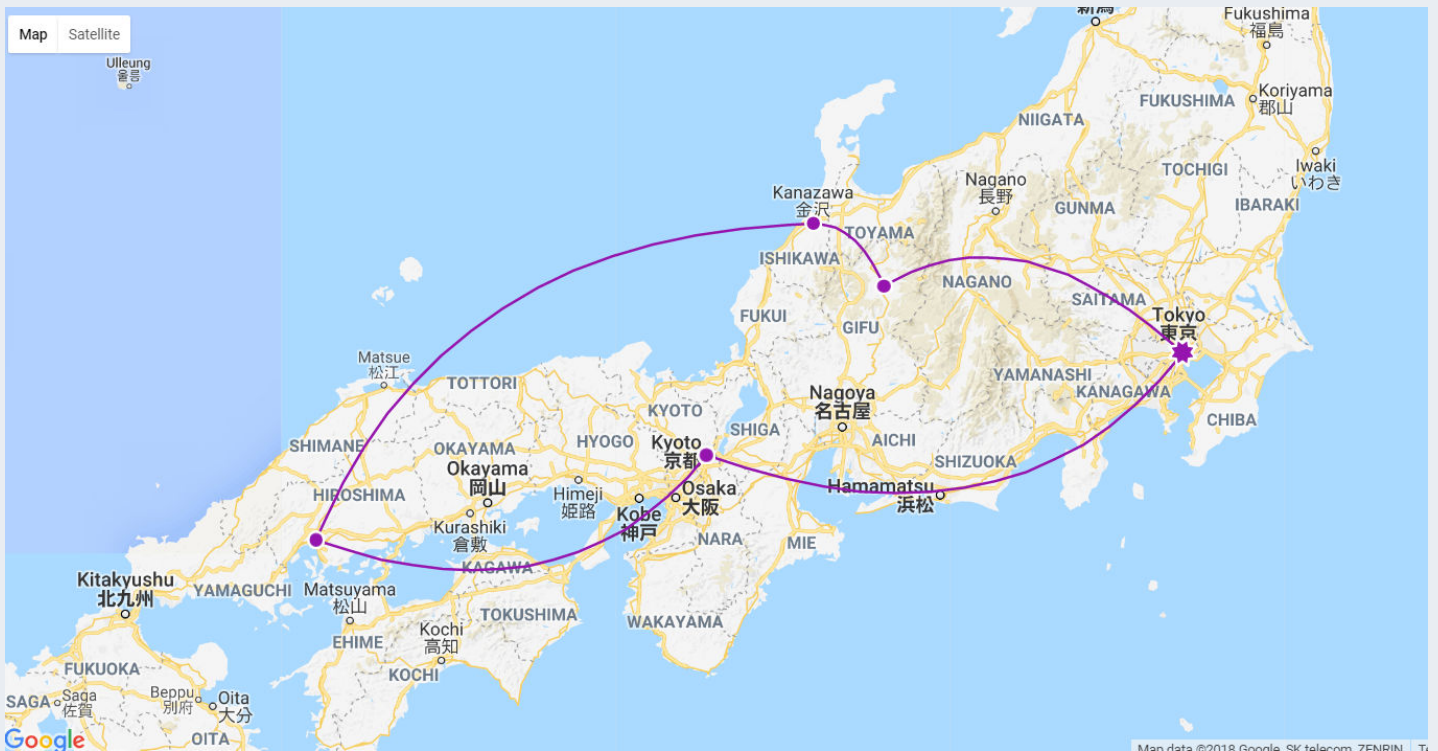 Map Satellite
Ulleung
울릉
新潟
Fukushima
福島
Koriyama
郡山
FUKUSHIMA
NIIGATA
Iwaki
いわき
TOCHIGI
Nagano
長野
Kanazawa
金沢
GUNMA
IBARAKI
TOYAMA
ISHIKAWA
NAGANO
SAITAMA
FUKUI
GIFU
Tokyo
東京
Matsue
松江
TOTTORI
YAMANASHI
KANAGAWA
Nagoya
名古屋
CHIBA
KYOTO
SHIGA
AICHI
SHIMANE
OKAYAMA
HYOGO
Kyoto
京都
SHIZUOKA
Okayama
岡山
HIROSHIMA
Himeji
姫路
Osaka
大阪
Hamamatsu
浜松
Kobe
神戸
Kurashiki
倉敷
NARA
MIE
KAGAWA
Kitakyushu
北九州
YAMAGUCHI
Matsuyama
松山
TOKUSHIMA
WAKAYAMA
Kochi
高知
EHIME
KOCHI
FUKUOKA
SAGA
Saga
佐賀
Beppu
別府
Oita
大分
OITA
Google
Map data ©2018 Google, SK telecom, ZENRIN